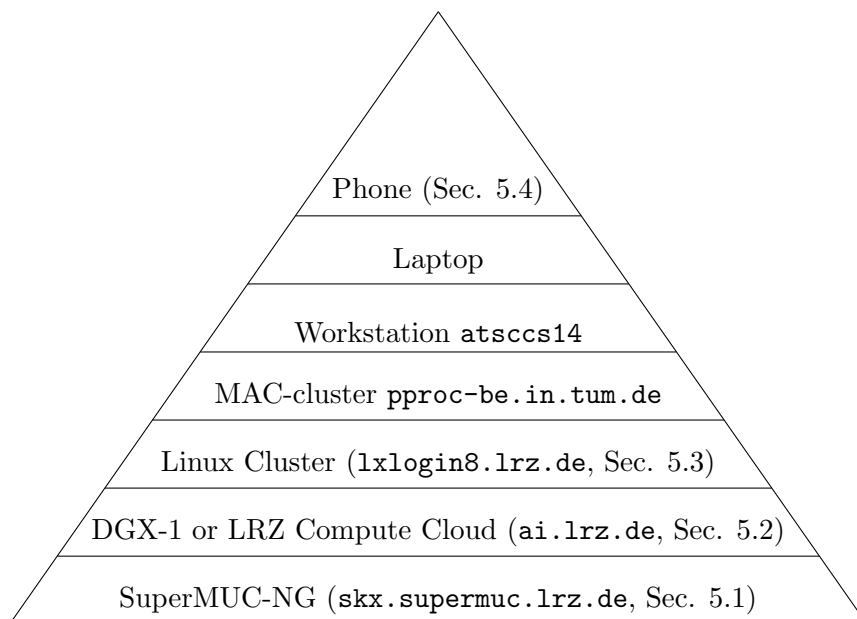 Phone (Sec. 5.4)
Laptop
Workstation atsccs14
MAC-cluster pproc-be.in.tum.de
Linux Cluster (lxlogin8.lrz.de, Sec. 5.3)
DGX-1 or LRZ Compute Cloud (ai.lrz.de, Sec. 5.2)
SuperMUC-NG (skx.supermuc.lrz.de, Sec. 5.1)